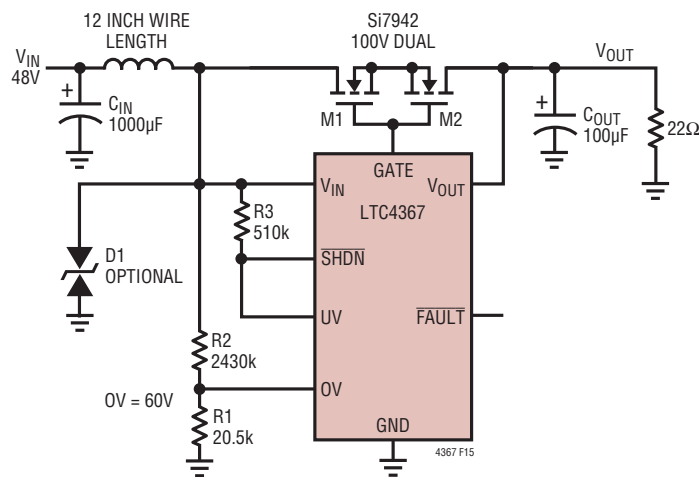 12 INCH WIRE
LENGTH
Si7942
100V DUAL
VIN
48V
VOUT
+
CIN
1000µF
M1
M2
+
COUT
100µF
22Ω
GATE
VIN
VOUT
LTC4367
R3
510k
SHDN
D1
OPTIONAL
UV
FAULT
R2
2430k
OV
OV = 60V
R1
20.5k
GND
4367 F15